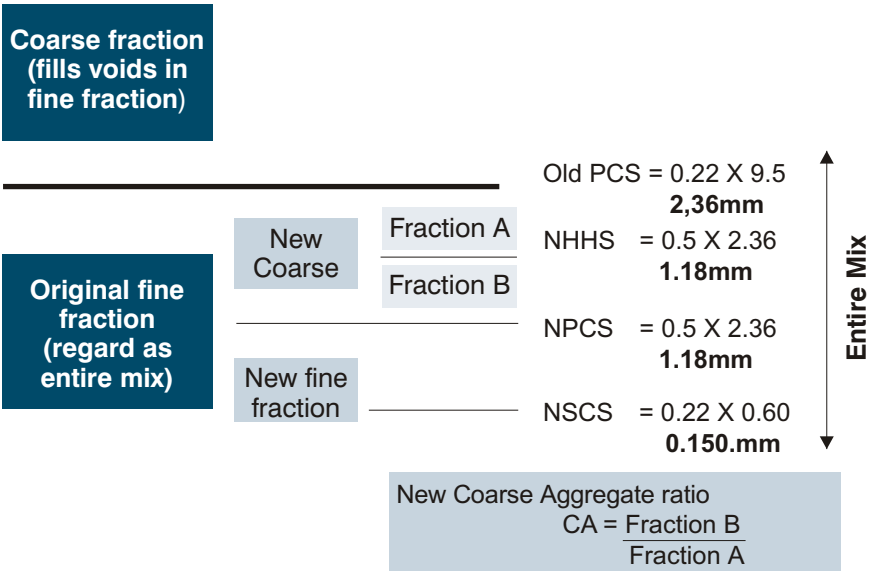 Coarse fraction
(fills voids in
fine fraction)
Old PCS = 0.22 X 9.5
2,36mm
New
Coarse
Fraction A
Fraction B
NHHS = 0.5 X 2.36
1.18mm
Original fine
fraction
(regard as
entire mix)
NPCS = 0.5 X 2.36
1.18mm
New fine
fraction
NSCS = 0.22 X 0.60
0.150.mm
Entire Mix
New Coarse Aggregate ratio
CA = Fraction B
Fraction A